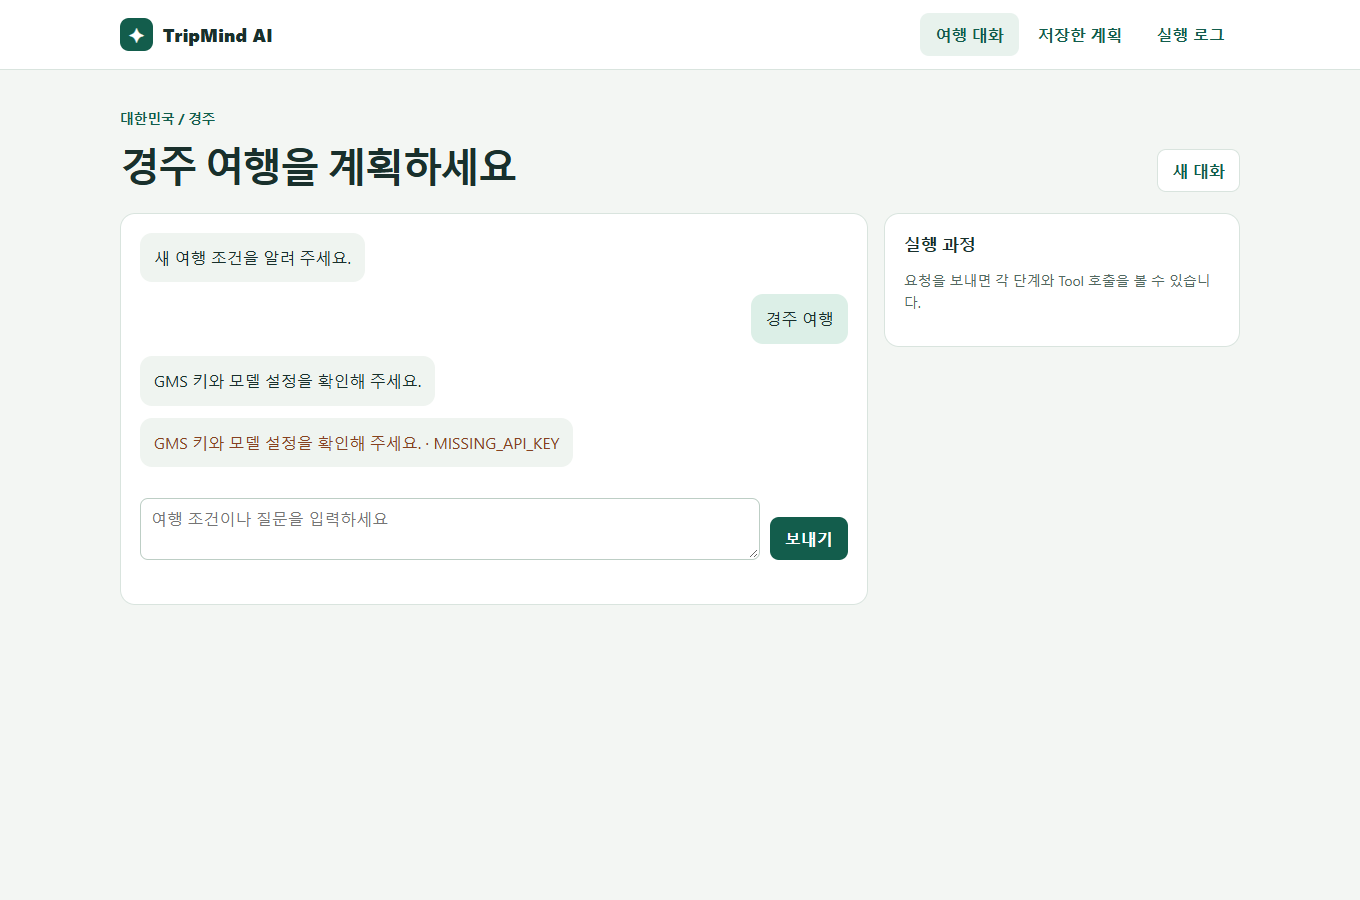 TripMind AI
여행 대화
저장한 계획
실행 로그
대한민국 / 경주
경주 여행을 계획하세요
새 대화
새 여행 조건을 알려 주세요.
경주 여행
GMS 키와 모델 설정을 확인해 주세요.
GMS 키와 모델 설정을 확인해 주세요. · MISSING_API_KEY
여행 조건이나 질문을 입력하세요
보내기
실행 과정
요청을 보내면 각 단계와 Tool 호출을 볼 수 있습니
다.